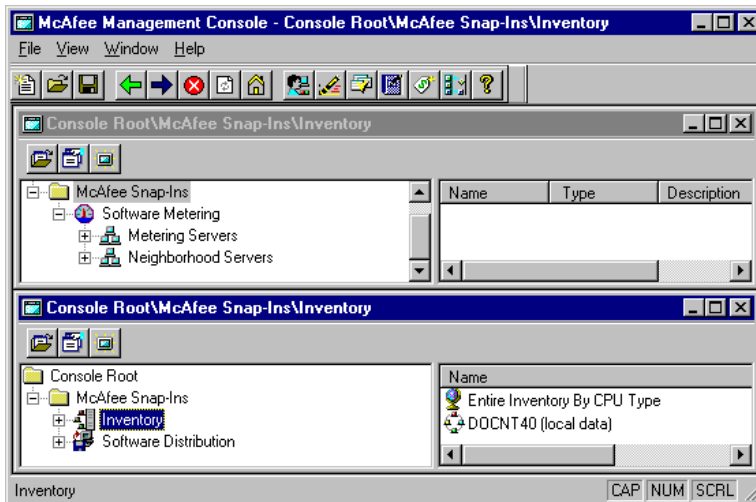 McAfee Management Console - Console Root\McAfee Snap-Ins\Inventory
File View Window Help
Console Root\McAfee Snap-Ins\Inventory
McAfee Snap-Ins
Software Metering
Metering Servers
Neighborhood Servers
Name Type Description
Console Root\McAfee Snap-Ins\Inventory
Console Root
McAfee Snap-Ins
Inventory
Software Distribution
Name
Entire Inventory By CPU Type
DOCNT40 (local data)
Inventory CAP NUM SCRL